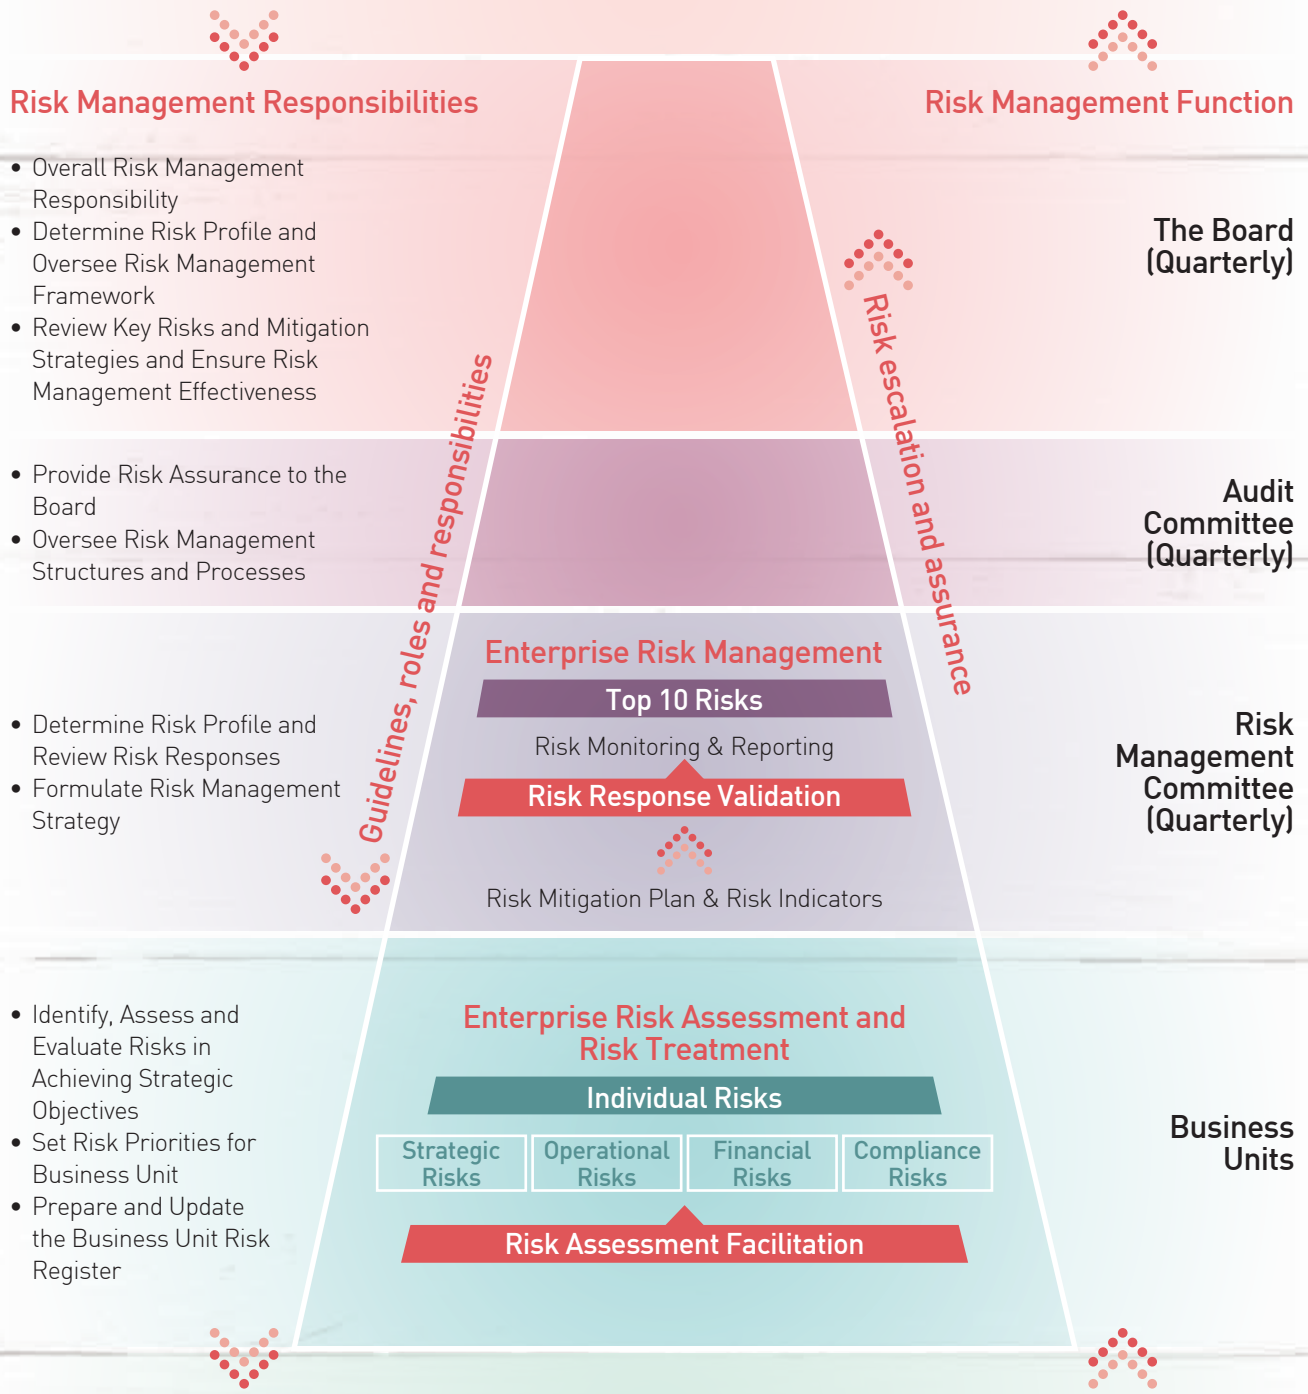 Risk Management Responsibilities
Risk Management Function
• Overall Risk Management
Responsibility
• Determine Risk Profile and
Oversee Risk Management
Framework
• Review Key Risks and Mitigation
Strategies and Ensure Risk
Management Effectiveness
The Board
(Quarterly)
Guidelines, roles and responsibilities
Risk escalation and assurance
• Provide Risk Assurance to the
Board
• Oversee Risk Management
Structures and Processes
Audit
Committee
(Quarterly)
• Determine Risk Profile and
Review Risk Responses
• Formulate Risk Management
Strategy
Enterprise Risk Management
Top 10 Risks
Risk Monitoring & Reporting
Risk Response Validation
Risk Mitigation Plan & Risk Indicators
Risk
Management
Committee
(Quarterly)
• Identify, Assess and
Evaluate Risks in
Achieving Strategic
Objectives
• Set Risk Priorities for
Business Unit
• Prepare and Update
the Business Unit Risk
Register
Enterprise Risk Assessment and
Risk Treatment
Individual Risks
Strategic
Risks
Operational
Risks
Financial
Risks
Compliance
Risks
Risk Assessment Facilitation
Business
Units